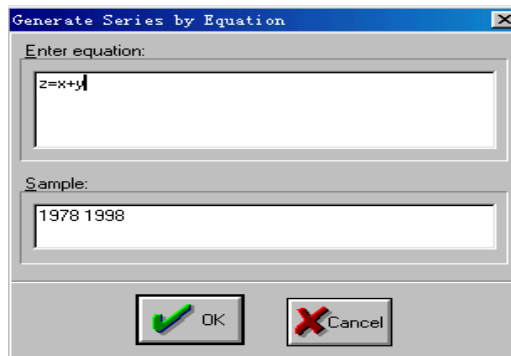 Generate Series by Equation
Enter equation:
z=x+y
Sample:
1978 1998
OK
Cancel